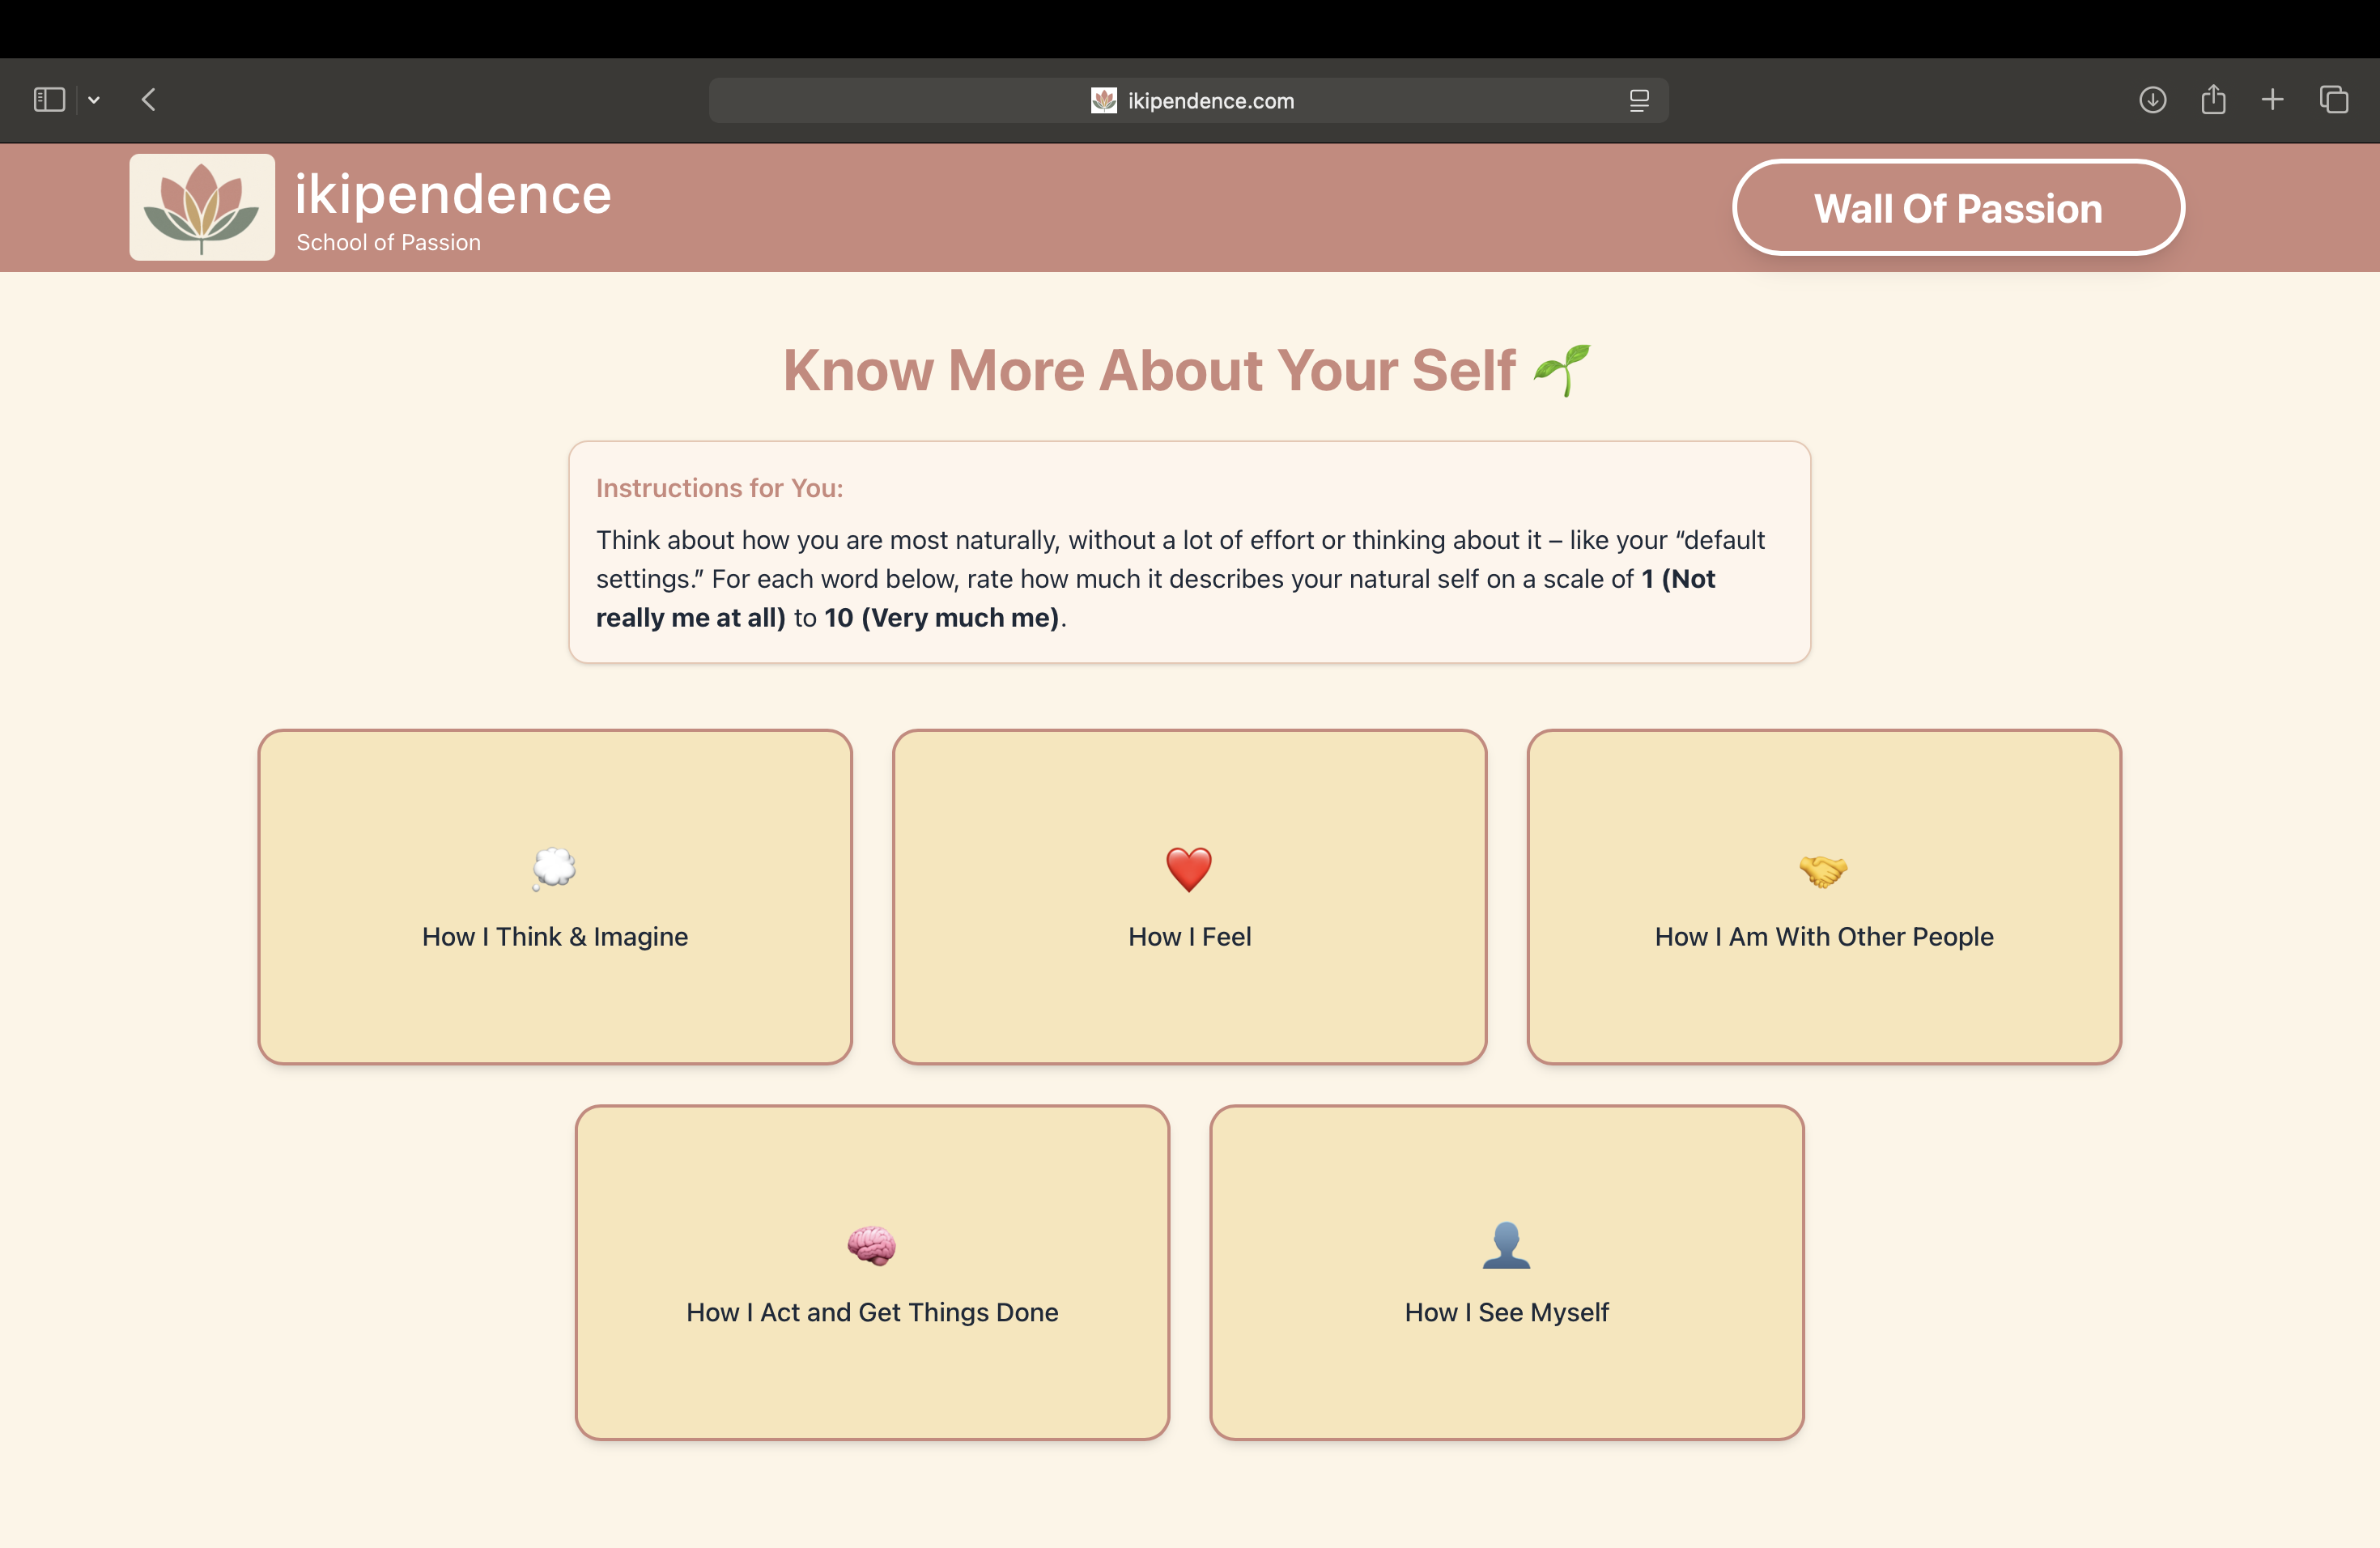 ikipendence.com
ikipendence
School of Passion
Wall Of Passion
Know More About Your Self
Instructions for You:
Think about how you are most naturally, without a lot of effort or thinking about it – like your “default
settings.” For each word below, rate how much it describes your natural self on a scale of 1 (Not
really me at all) to 10 (Very much me).
How I Think & Imagine
How I Feel
How I Am With Other People
How I Act and Get Things Done
How I See Myself